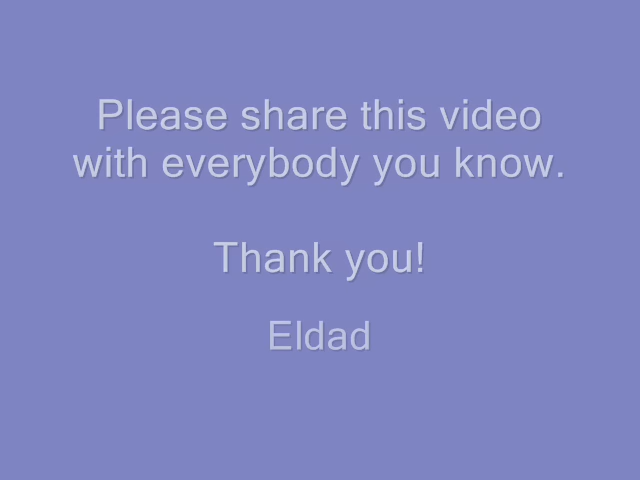 Please share this video
with everybody you know.
Thank you!
Eldad